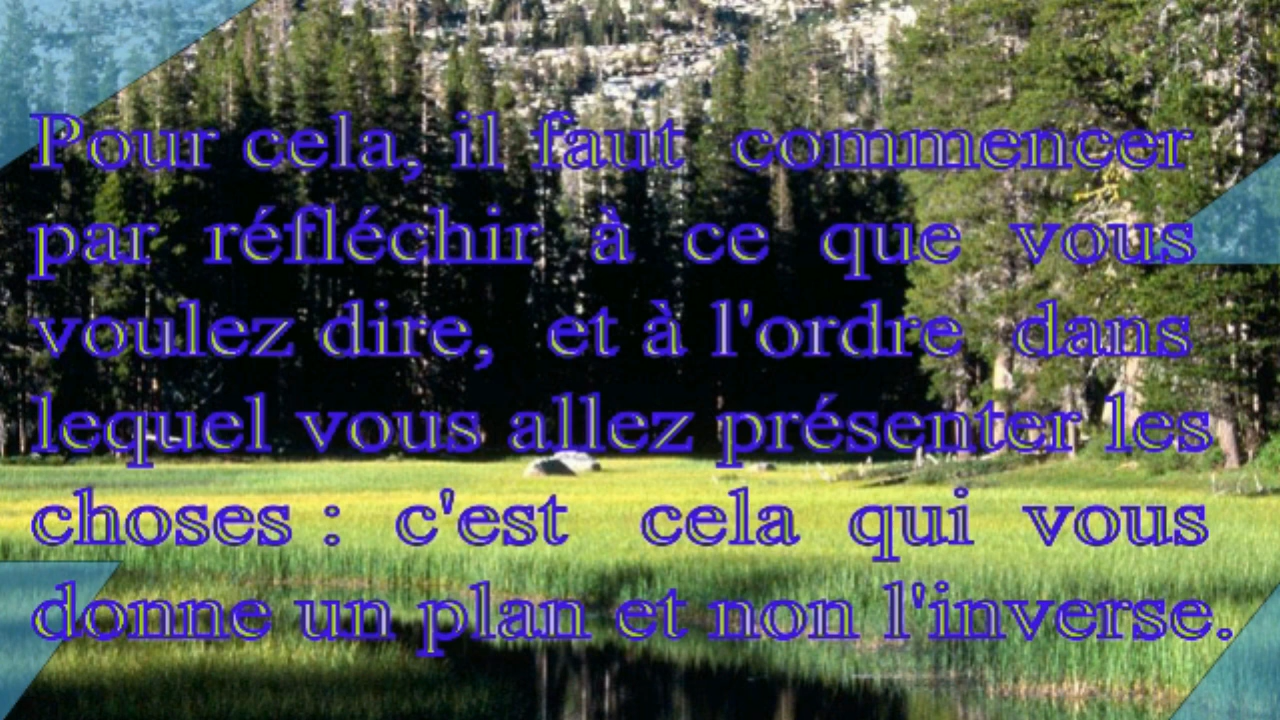 Pour cela, il faut commencer
par réfléchir à ce que vous
voulez dire, et à l'ordre dans
lequel vous allez présenter les
choses : c'est cela qui vous
donne un plan et non l'inverse.